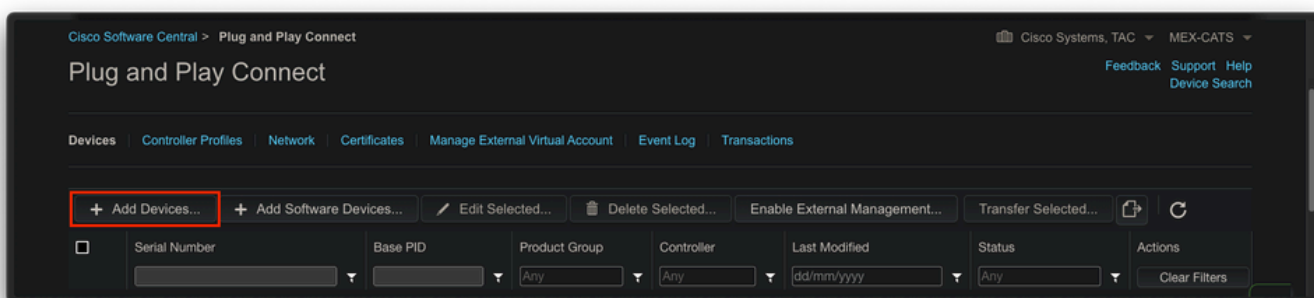 Cisco Software Central > Plug and Play Connect
Cisco Systems, TAC MEX-CATS
Plug and Play Connect
Feedback Support Help
Device Search
Devices Controller Profiles Network Certificates Manage External Virtual Account Event Log Transactions
+ Add Devices... + Add Software Devices... Edit Selected... Delete Selected... Enable External Management... Transfer Selected...
Serial Number Base PID Product Group Controller Last Modified Status Actions
Any Any dd/mm/yyyy Any Clear Filters